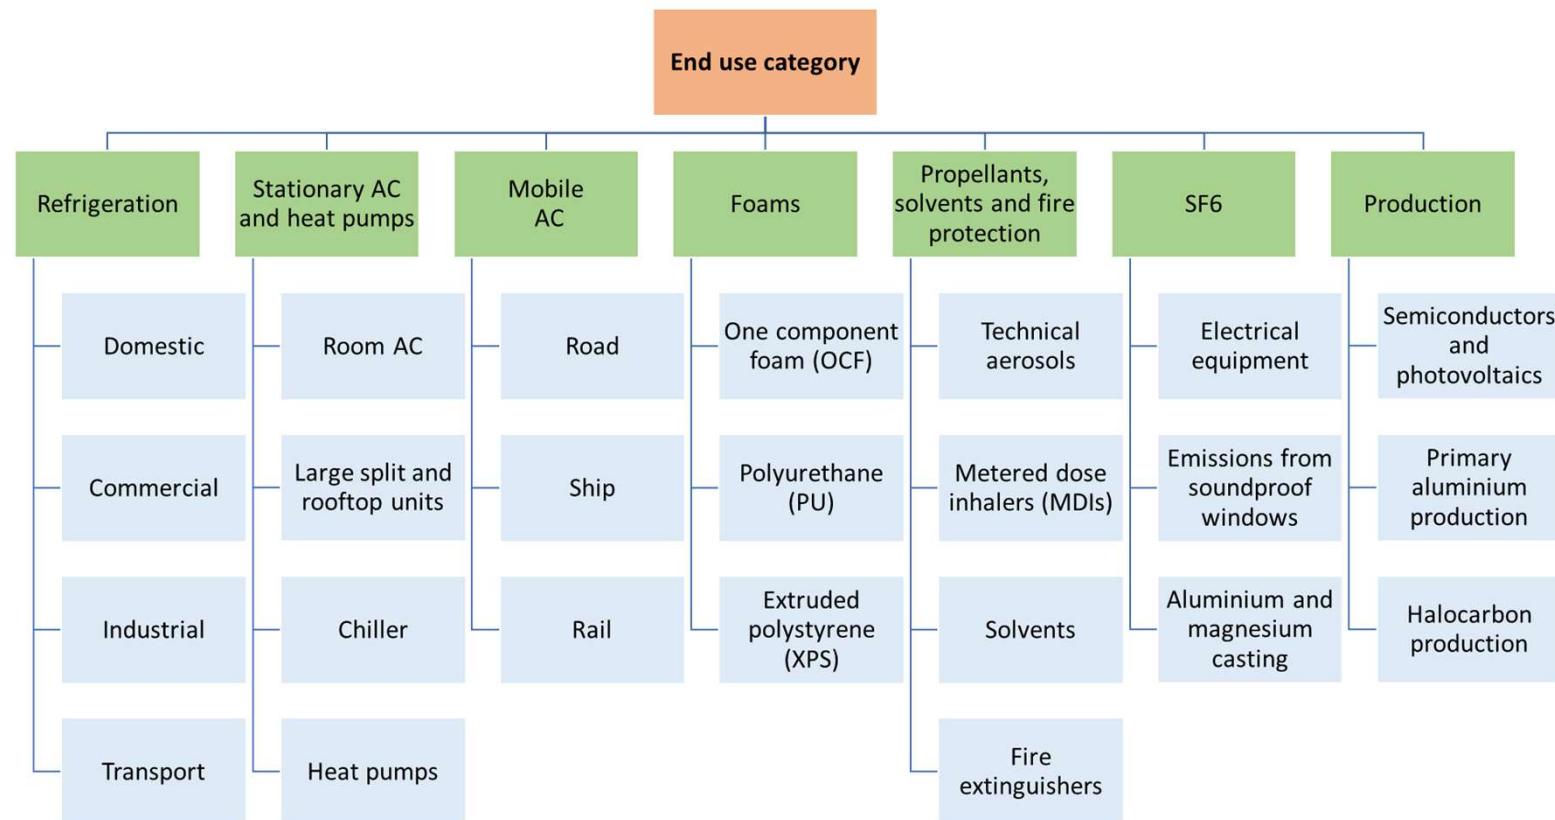 End use category
Refrigeration
Stationary AC
and heat pumps
Mobile
AC
Foams
Propellants,
solvents and fire
protection
SF6
Production
Domestic
Commercial
Industrial
Transport
Room AC
Large split and
rooftop units
Chiller
Heat pumps
Road
Ship
Rail
One component
foam (OCF)
Polyurethane
(PU)
Extruded
polystyrene
(XPS)
Technical
aerosols
Metered dose
inhalers (MDIs)
Solvents
Fire
extinguishers
Electrical
equipment
Emissions from
soundproof
windows
Aluminium and
magnesium
casting
Semiconductors
and
photovoltaics
Primary
aluminium
production
Halocarbon
production